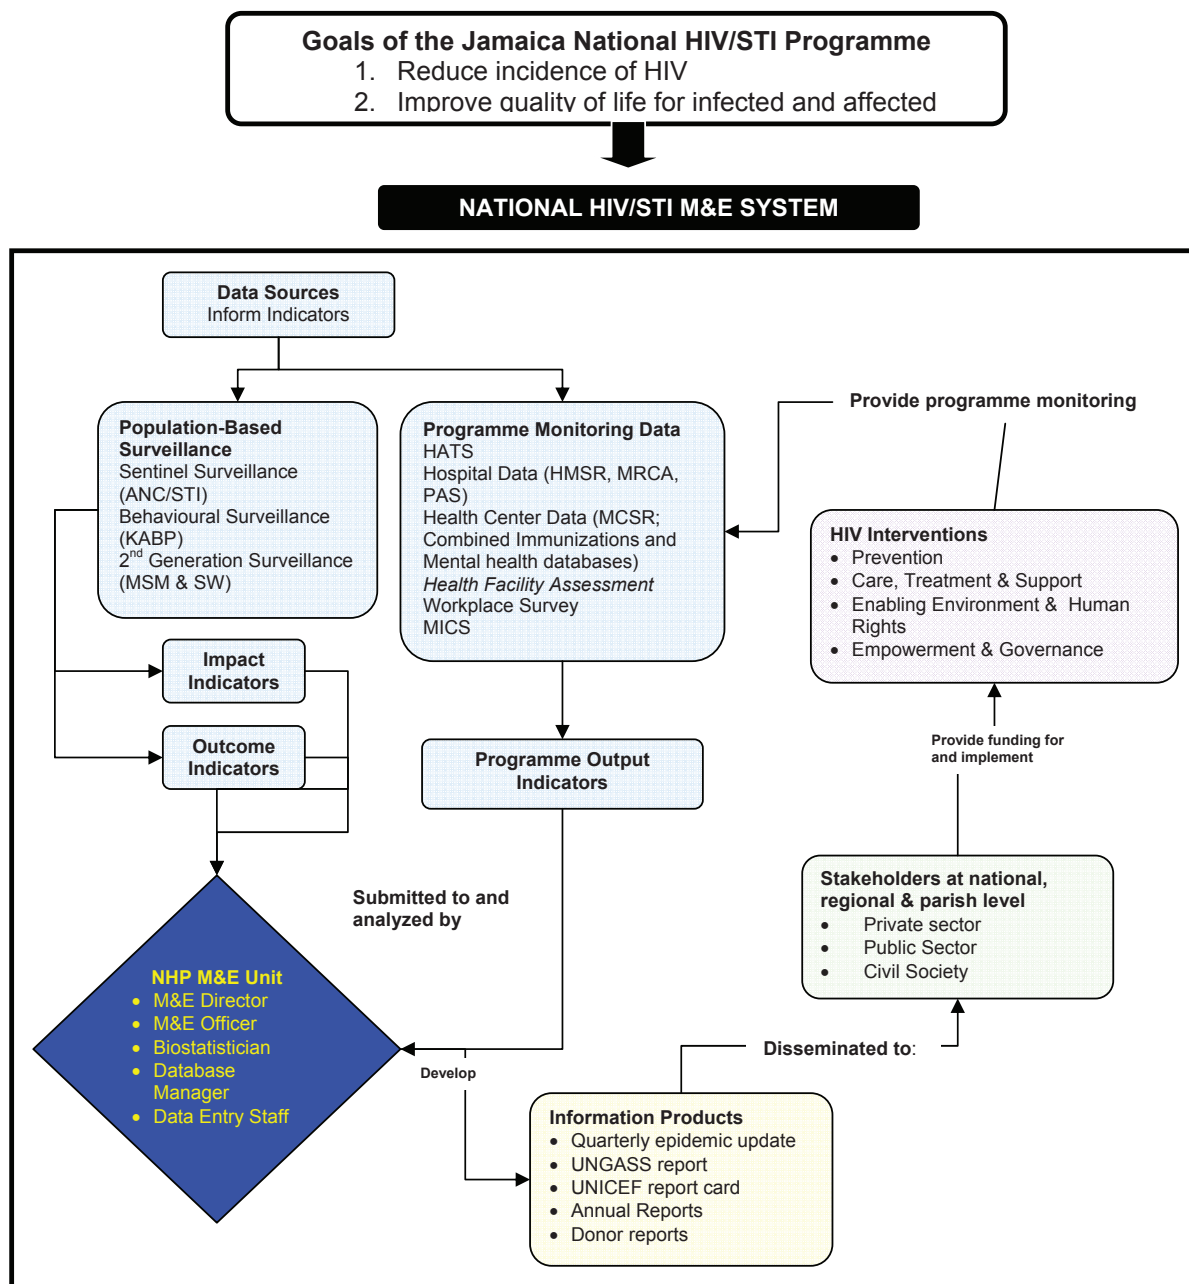 Goals of the Jamaica National HIV/STI Programme
1. Reduce incidence of HIV
2. Improve quality of life for infected and affected
NATIONAL HIV/STI M&E SYSTEM
Data Sources
Inform Indicators
Population-Based
Surveillance
Sentinel Surveillance
(ANC/STI)
Behavioural Surveillance
(KABP)
2nd Generation Surveillance
(MSM & SW)
Programme Monitoring Data
HATS
Hospital Data (HMSR, MRCA,
PAS)
Health Center Data (MCSR;
Combined Immunizations and
Mental health databases)
Health Facility Assessment
Workplace Survey
MICS
Provide programme monitoring
HIV Interventions
• Prevention
• Care, Treatment & Support
• Enabling Environment & Human
Rights
• Empowerment & Governance
Impact
Indicators
Outcome
Indicators
Programme Output
Indicators
Provide funding for
and implement
Submitted to and
analyzed by
Stakeholders at national,
regional & parish level
• Private sector
• Public Sector
• Civil Society
NHP M&E Unit
• M&E Director
• M&E Officer
• Biostatistician
• Database
Manager
• Data Entry Staff
Develop
Disseminated to:
Information Products
• Quarterly epidemic update
• UNGASS report
• UNICEF report card
• Annual Reports
• Donor reports